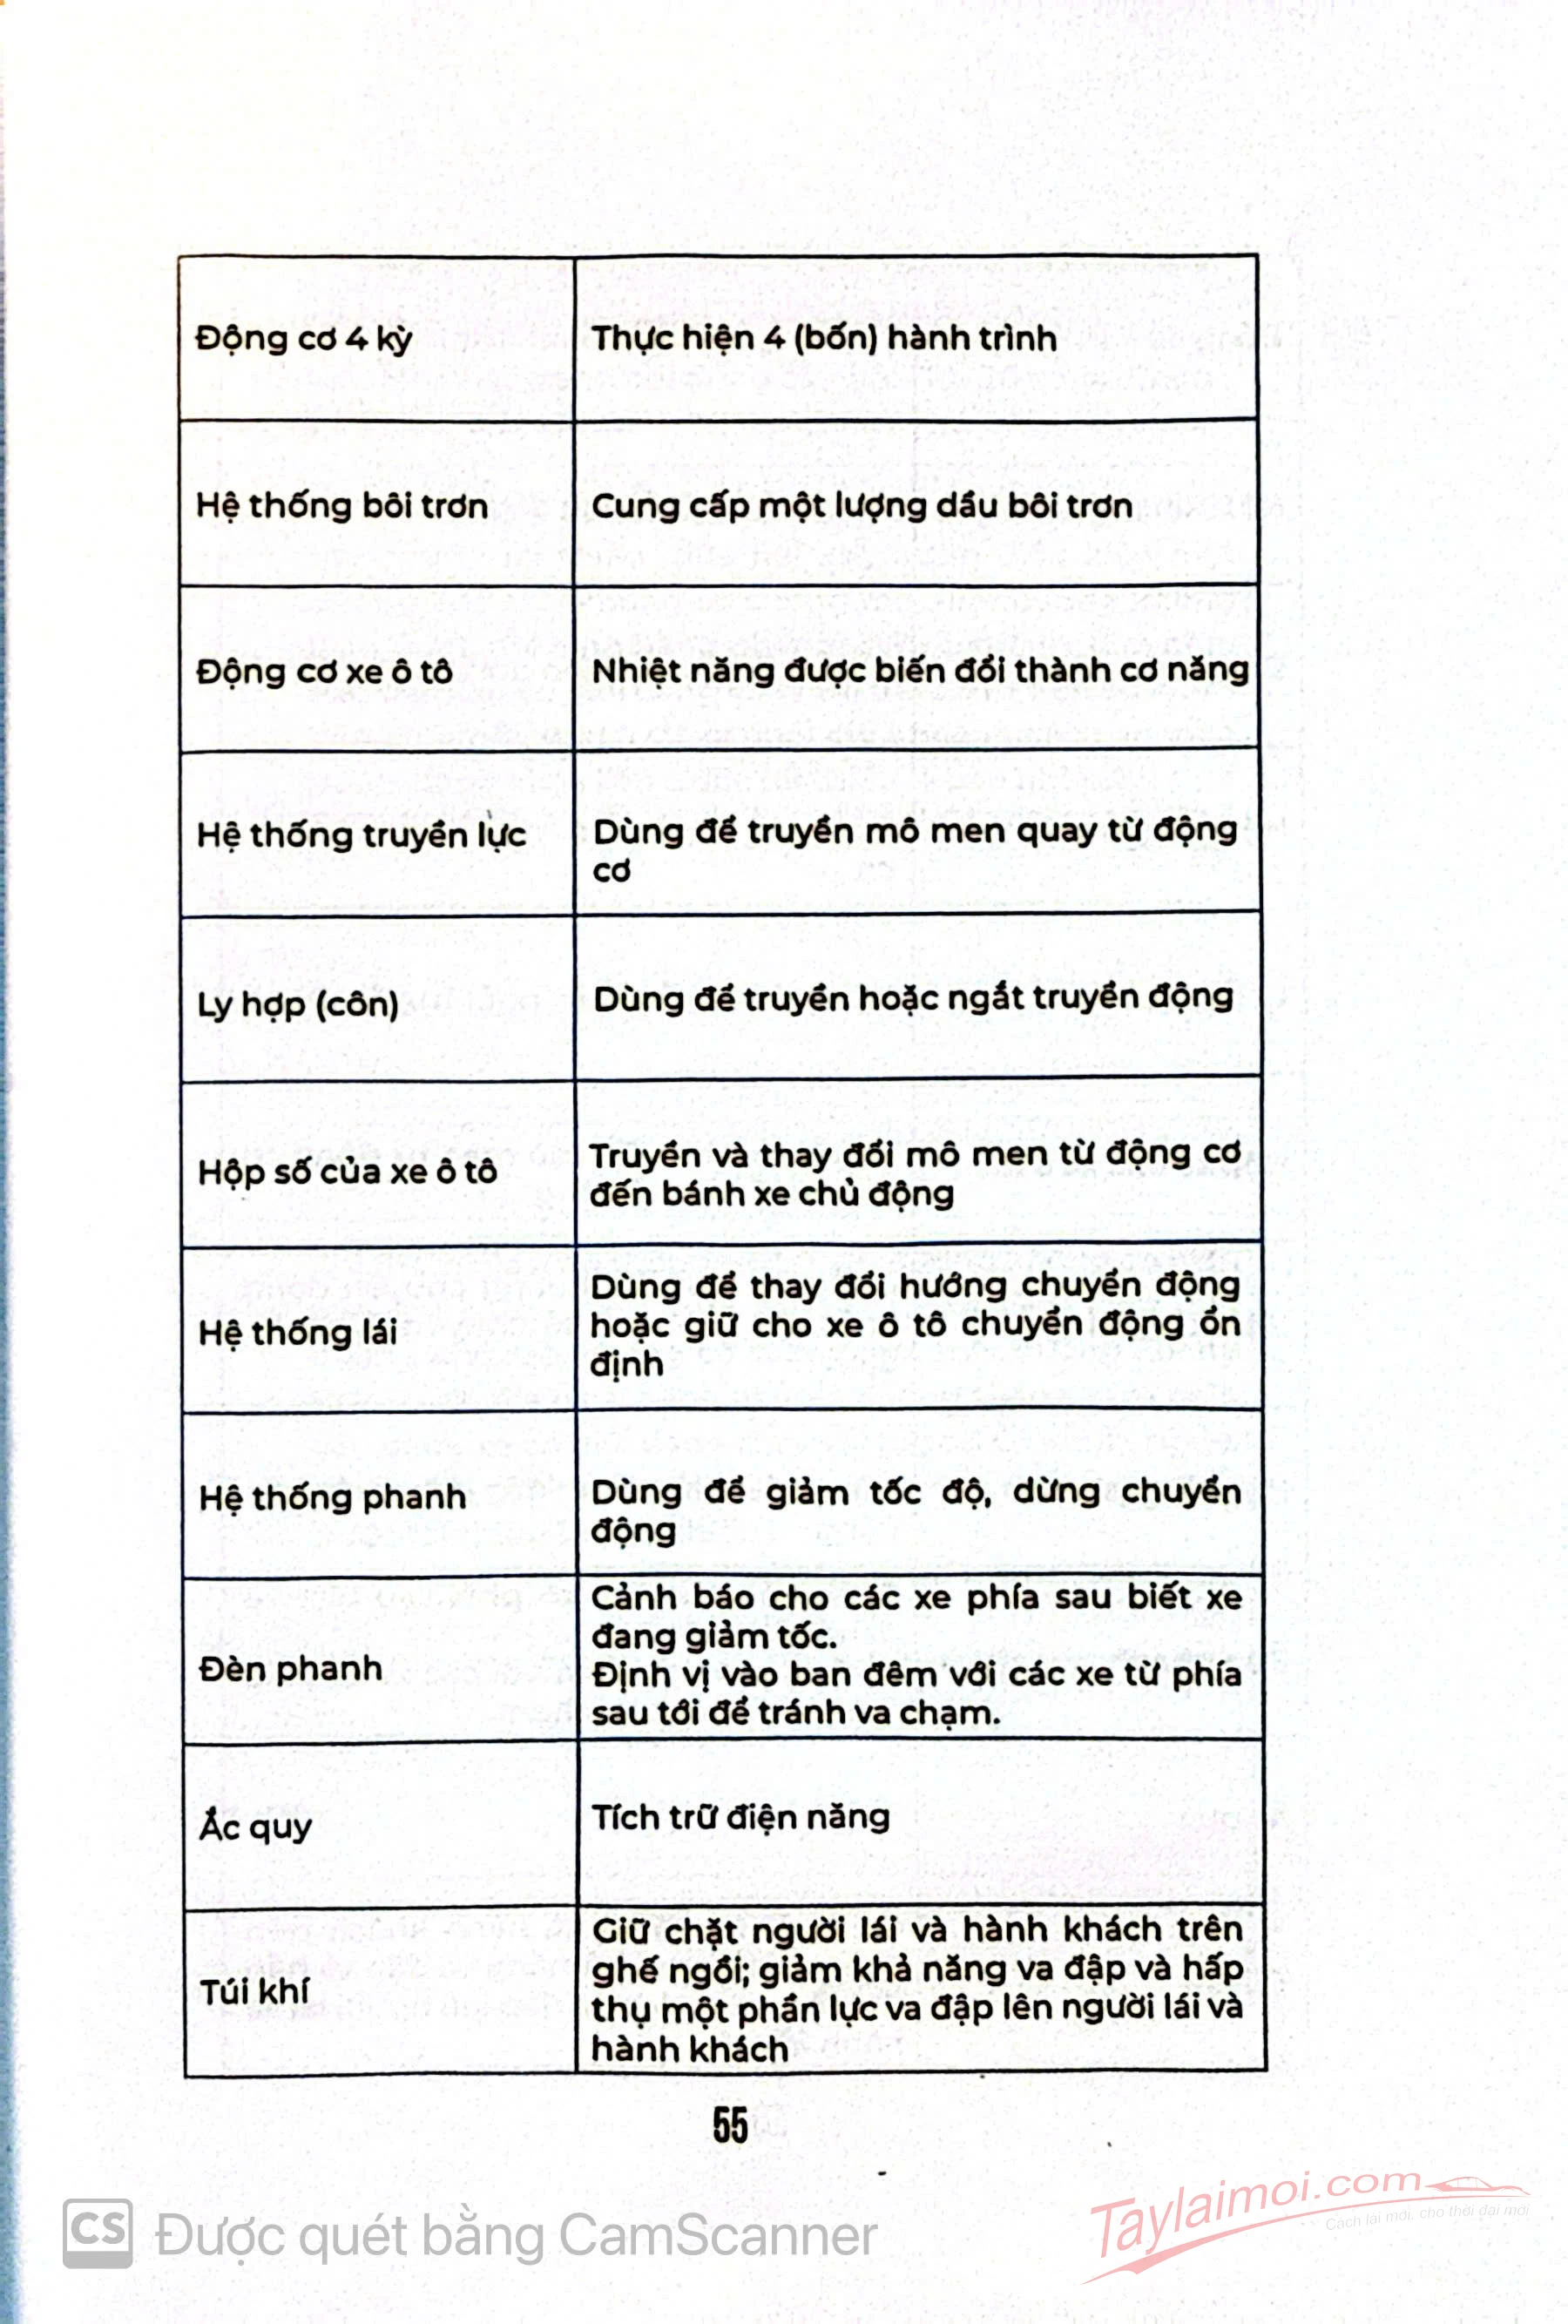 Động cơ 4 kỳ
Thực hiện 4 (bốn) hành trình
Hệ thống bôi trơn
Cung cấp một lượng dầu bôi trơn
Động cơ xe ô tô
Nhiệt năng được biến đổi thành cơ năng
Hệ thống truyền lực
Dùng để truyền mô men quay từ động
cơ
Ly hợp (côn)
Dùng để truyền hoặc ngắt truyền động
Hộp số của xe ô tô
Truyền và thay đổi mô men từ động cơ
đến bánh xe chủ động
Hệ thống lái
Dùng để thay đổi hướng chuyển động
hoặc giữ cho xe ô tô chuyển động ổn
định
Hệ thống phanh
Dùng để giảm tốc độ, dừng chuyển
động
Đèn phanh
Cảnh báo cho các xe phía sau biết xe
đang giảm tốc.
Định vị vào ban đêm với các xe từ phía
sau tới để tránh va chạm.
Ắc quy
Tích trữ điện năng
Túi khí
Giữ chặt người lái và hành khách trên
ghế ngồi; giảm khả năng va đập và hấp
thụ một phần lực va đập lên người lái và
hành khách
55
CS Được quét bằng CamScanner
Taylaimoi.com
Cách lái mới, cho thời đại mới